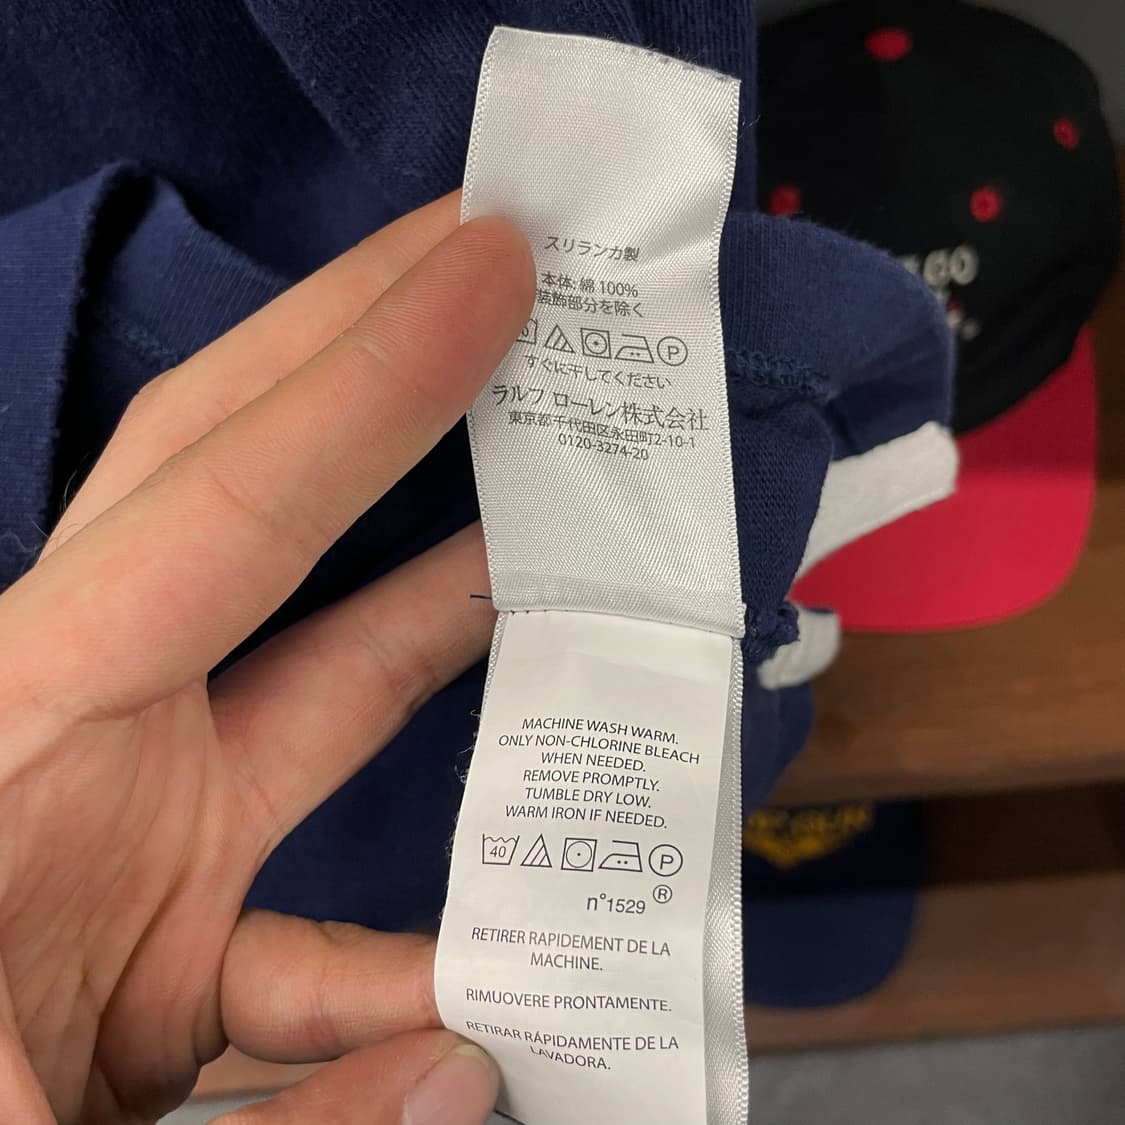 スリランカ製
本体: 綿 100%
装飾部分を除く
P
すぐに干してください
ラルフ ローレン株式会社
東京都千代田区永田町2-10-1
0120-3274-20
MACHINE WASH WARM.
ONLY NON-CHLORINE BLEACH
WHEN NEEDED.
REMOVE PROMPTLY.
TUMBLE DRY LOW.
WARM IRON IF NEEDED.
40 P
®
n°1529
RETIRER RAPIDEMENT DE LA
MACHINE.
RIMUOVERE PRONTAMENTE.
RETIRAR RÁPIDAMENTE DE LA
LAVADORA.